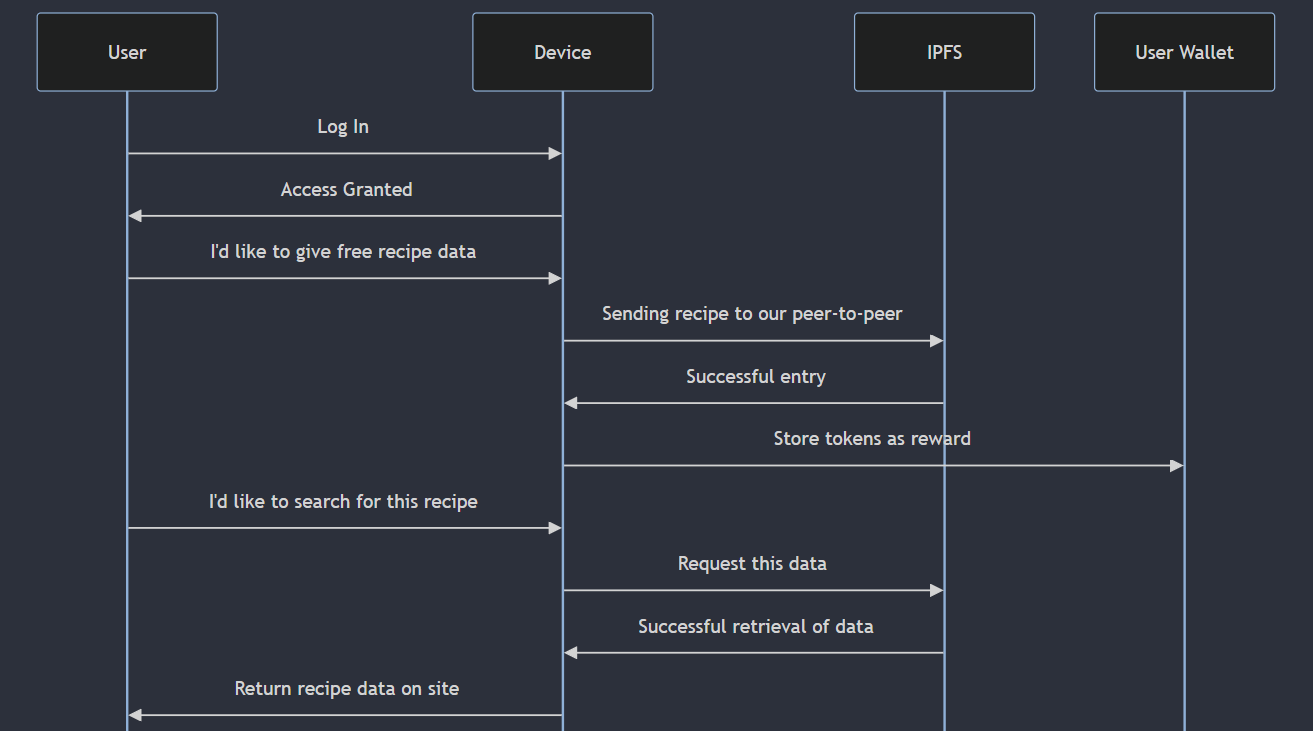 User
Device
IPFS
User Wallet
Log In
Access Granted
I'd like to give free recipe data
Sending recipe to our peer-to-peer
Successful entry
Store tokens as reward
I'd like to search for this recipe
Request this data
Successful retrieval of data
Return recipe data on site